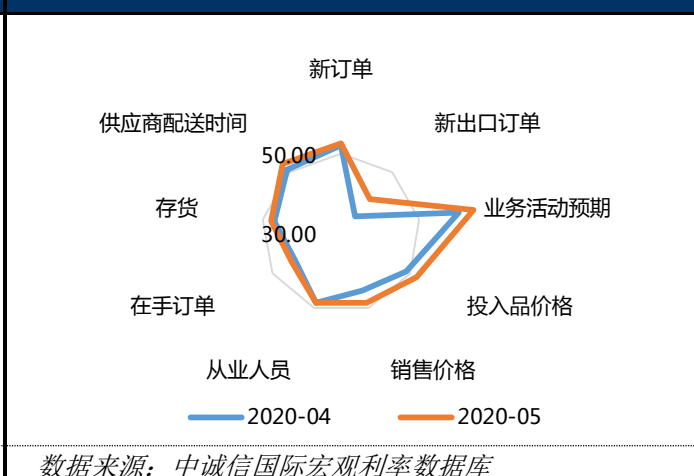 新订单
供应商配送时间
新出口订单
50.00
存货
业务活动预期
30.00
在手订单
投入品价格
从业人员
销售价格
2020-04
2020-05
数据来源：中诚信国际宏观利率数据库